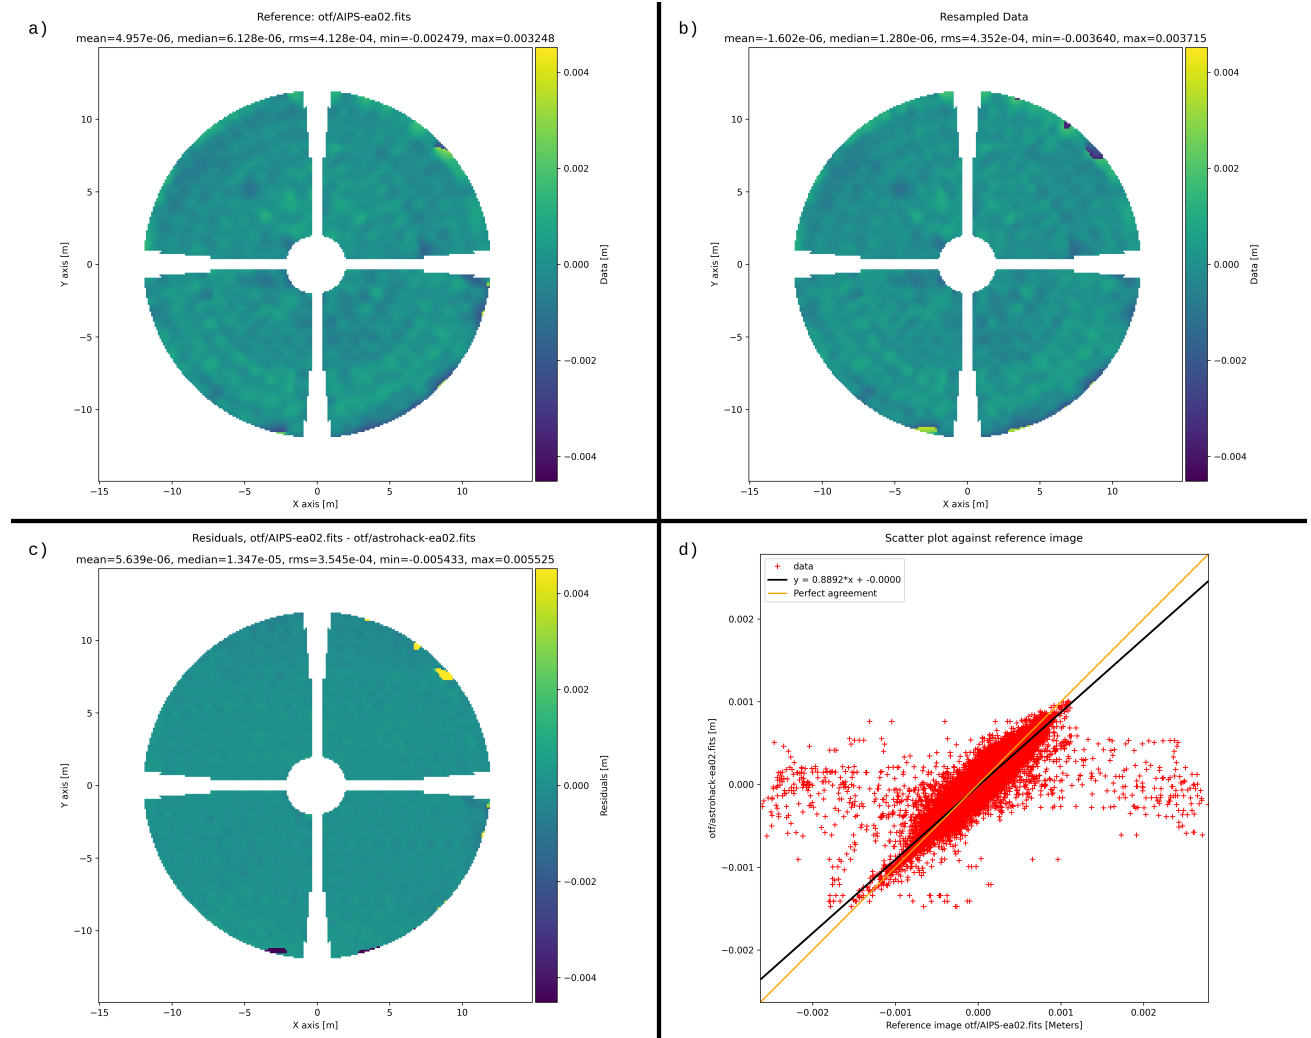 a)
Reference: otf/AIPS-ea02.fits
mean=4.957e-06, median=6.128e-06, rms=4.128e-04, min=-0.002479, max=0.003248
10
5
0
−5
−10
Y axis [m]
−15
−10
−5
0
5
10
X axis [m]
0.004
0.002
0.000
−0.002
−0.004
Data [m]
b)
Resampled Data
mean=-1.602e-06, median=1.280e-06, rms=4.352e-04, min=-0.003640, max=0.003715
10
5
0
−5
−10
Y axis [m]
−15
−10
−5
0
5
10
X axis [m]
0.004
0.002
0.000
−0.002
−0.004
Data [m]
c)
Residuals, otf/AIPS-ea02.fits - otf/astrohack-ea02.fits
mean=5.639e-06, median=1.347e-05, rms=3.545e-04, min=-0.005433, max=0.005525
10
5
0
−5
−10
Y axis [m]
−15
−10
−5
0
5
10
X axis [m]
0.004
0.002
0.000
−0.002
−0.004
Residuals [m]
d)
Scatter plot against reference image
data
y = 0.8892*x + -0.0000
Perfect agreement
0.002
0.001
0.000
−0.001
−0.002
otf/astrohack-ea02.fits [m]
−0.002
−0.001
0.000
0.001
0.002
Reference image otf/AIPS-ea02.fits [Meters]